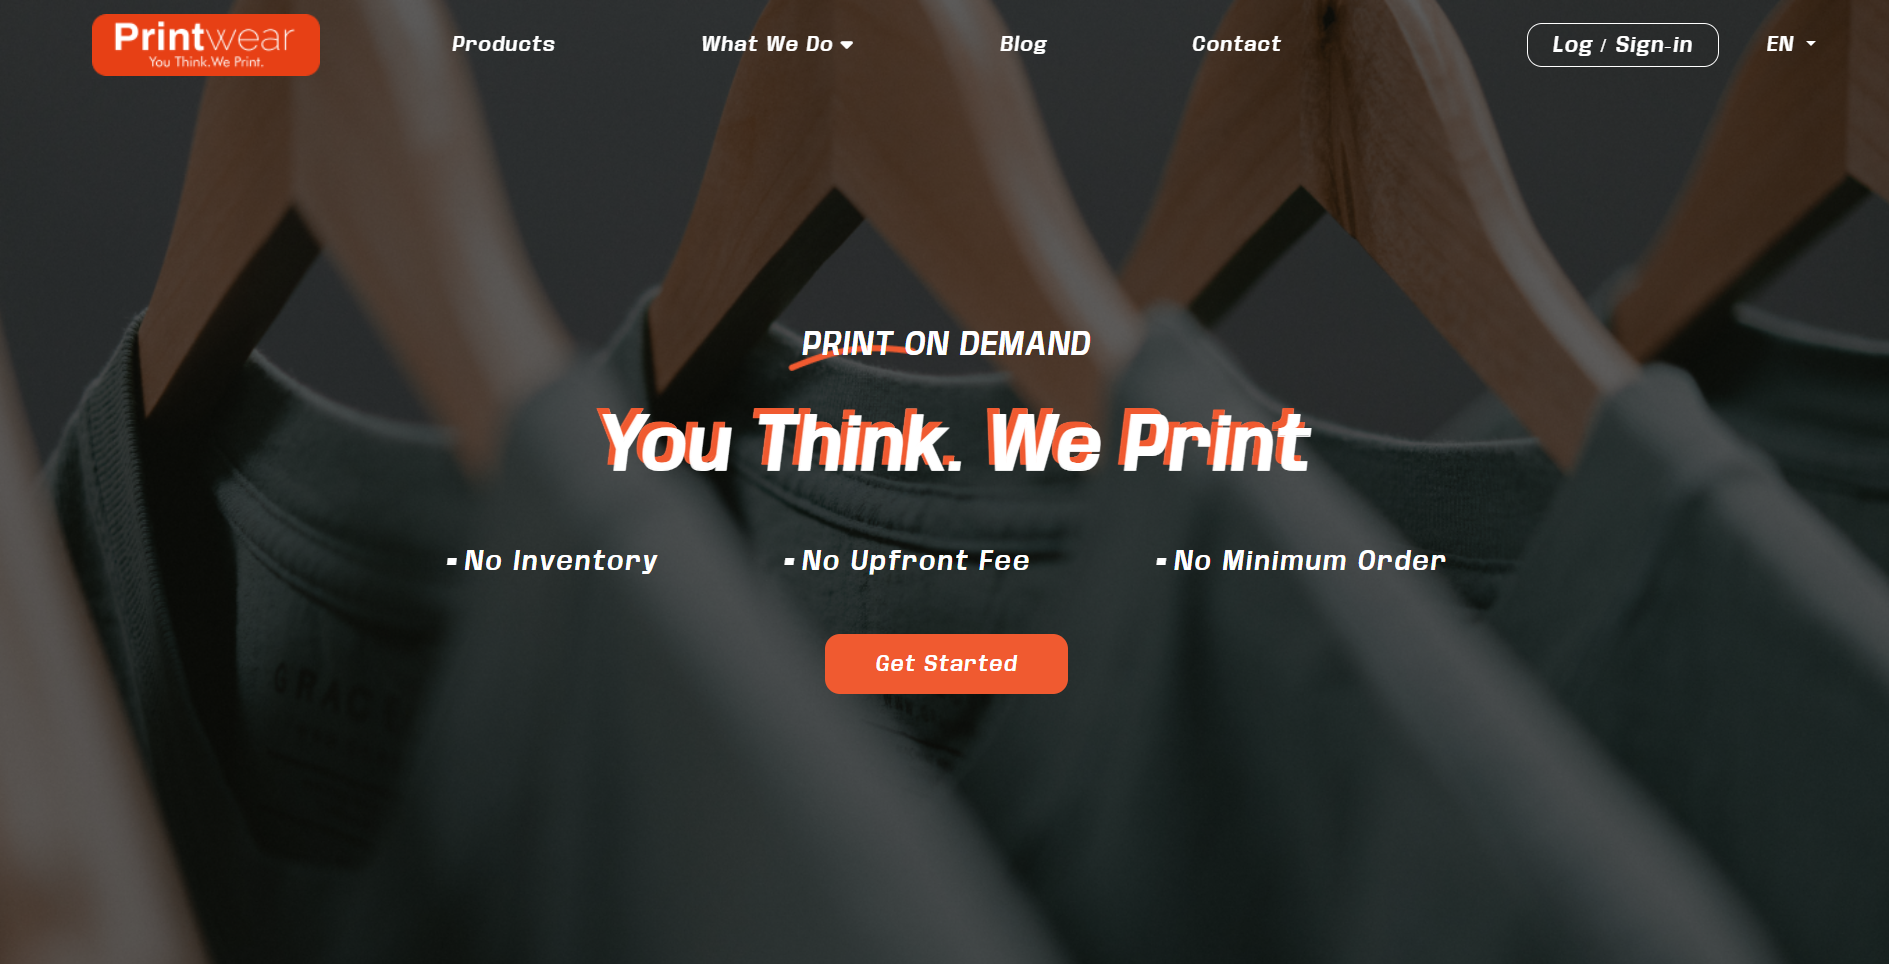 Printwear
You Think.We Print.
Products
What We Do
Blog
Contact
Log / Sign-in
EN
PRINT ON DEMAND
You Think. We Print
- No Inventory
- No Upfront Fee
- No Minimum Order
Get Started